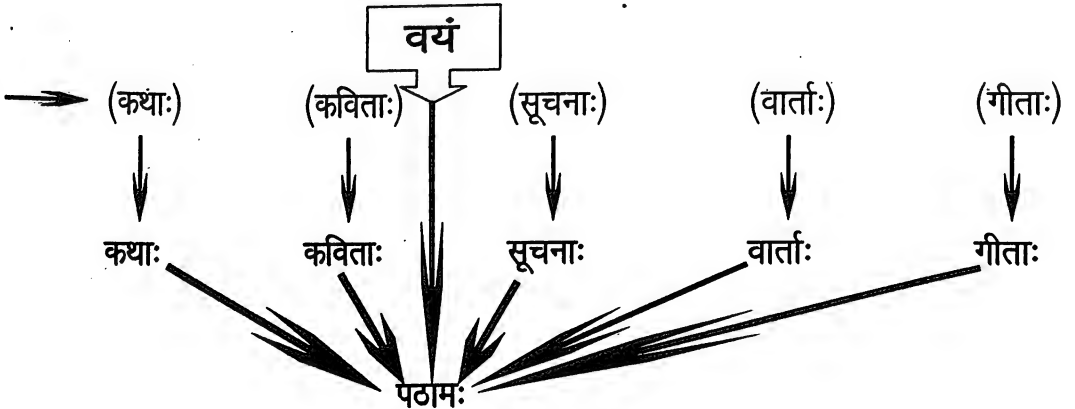 वयं
(कथाः) (कविताः) (सूचनाः) (वार्ताः) (गीताः)
कथाः कविताः सूचनाः वार्ताः गीताः
पठामः